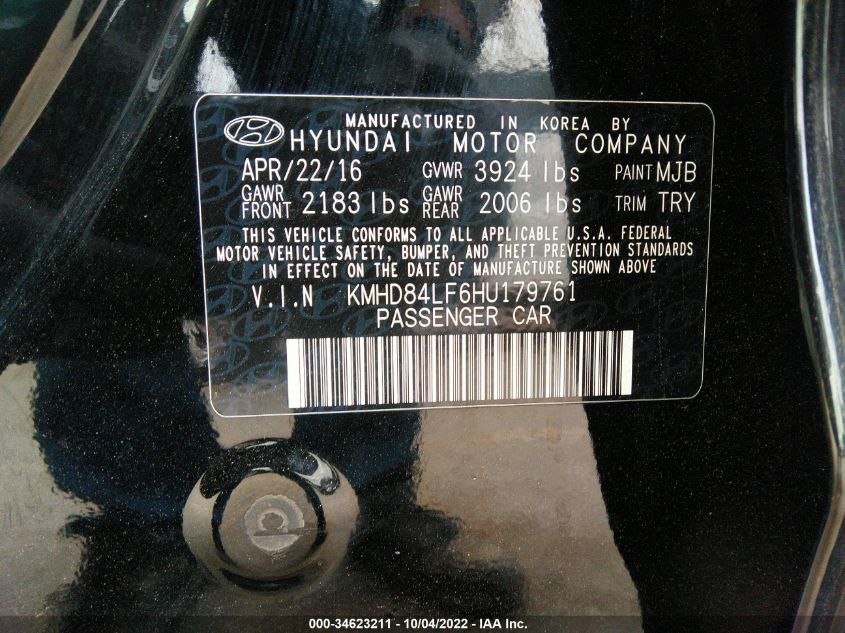 MANUFACTURED IN KOREA BY
HYUNDAI MOTOR COMPANY
APR/22/16 GVWR 3924 lbs PAINT MJB
GAWR FRONT 2183 lbs GAWR REAR 2006 lbs TRIM TRY
THIS VEHICLE CONFORMS TO ALL APPLICABLE U.S.A. FEDERAL
MOTOR VEHICLE SAFETY, BUMPER, AND THEFT PREVENTION STANDARDS
IN EFFECT ON THE DATE OF MANUFACTURE SHOWN ABOVE
V.I.N KMHD84LF6HU179761
PASSENGER CAR
000-34623211 - 10/04/2022 - IAA Inc.